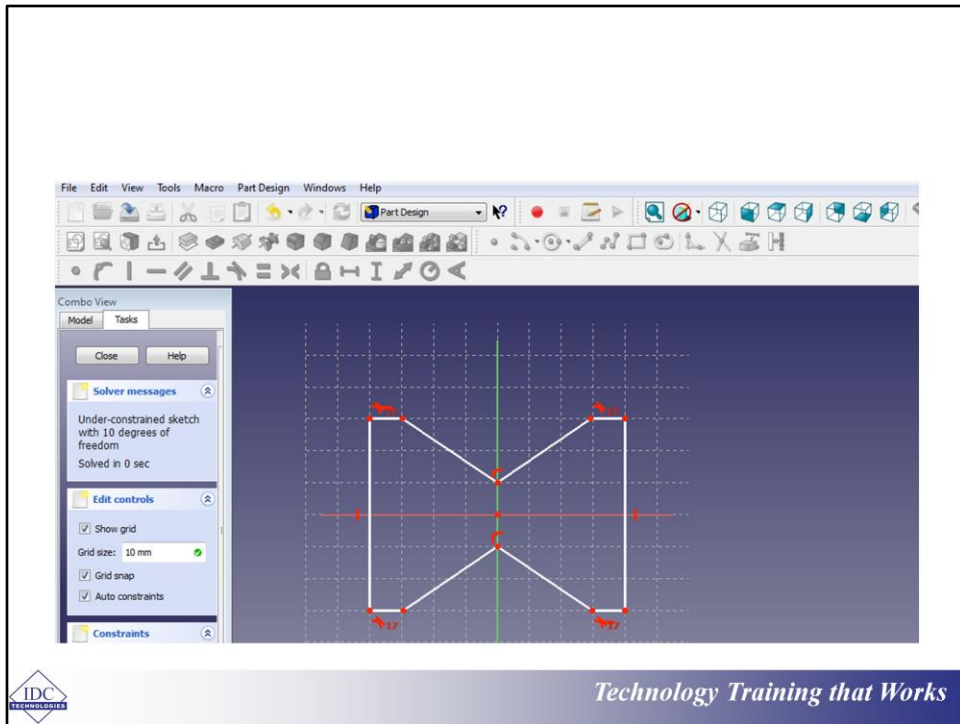 File Edit View Tools Macro Part Design Windows Help
Part Design
Combo View
Model Tasks
Close Help
Solver messages
Under-constrained sketch
with 10 degrees of
freedom
Solved in 0 sec
Edit controls
Show grid
Grid size: 10 mm
Grid snap
Auto constraints
Constraints
17
17
IDC
TECHNOLOGIES
Technology Training that Works